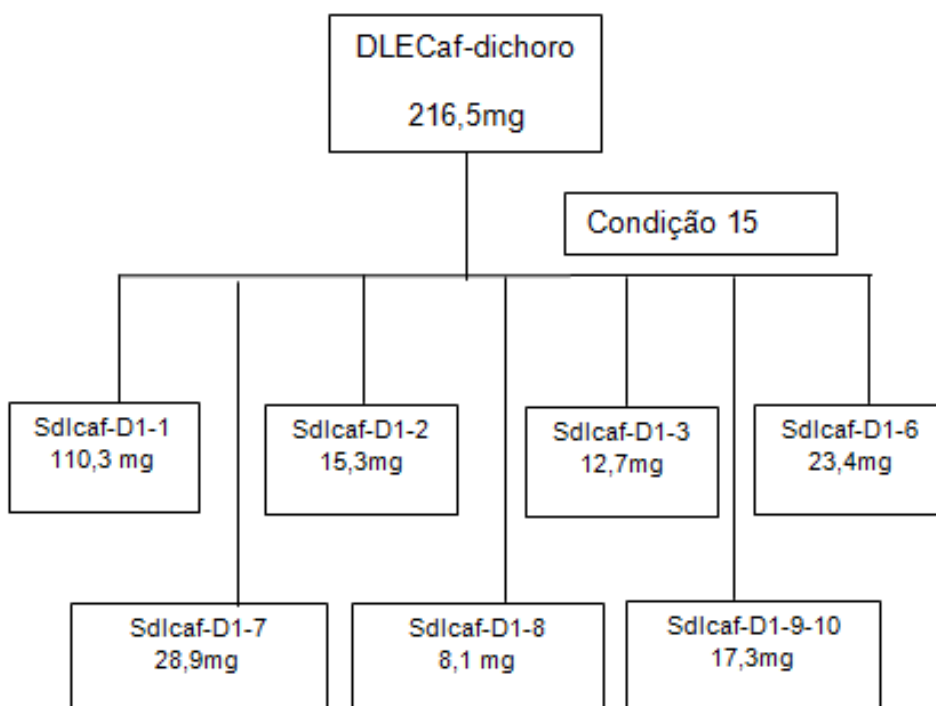 DLECaf-dichoro
216,5mg
Condição 15
Sdlcaf-D1-1
110,3 mg
Sdlcaf-D1-2
15,3mg
Sdlcaf-D1-3
12,7mg
Sdlcaf-D1-6
23,4mg
Sdlcaf-D1-7
28,9mg
Sdlcaf-D1-8
8,1 mg
Sdlcaf-D1-9-10
17,3mg